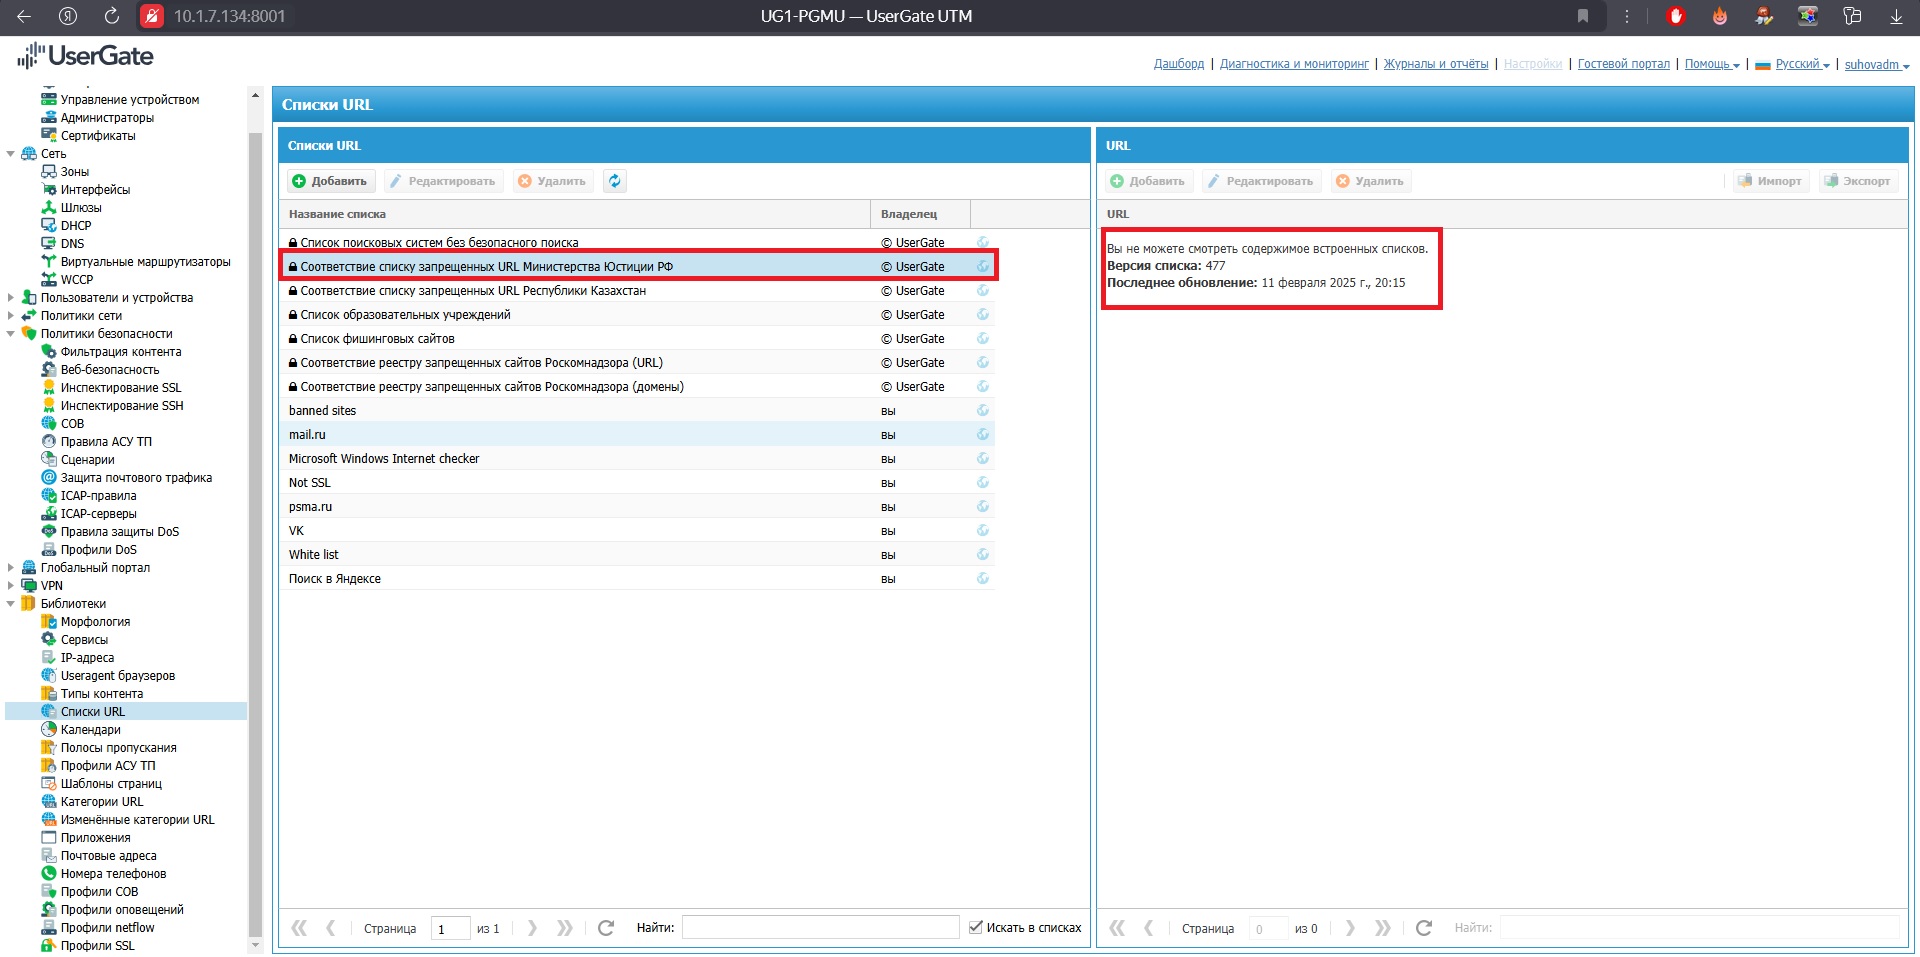 10.1.7.134:8001
UG1-PGMU — UserGate UTM
UserGate
Дашборд | Диагностика и мониторинг | Журналы и отчёты | Настройки | Гостевой портал | Помощь | Русский | suhovadm
Управление устройством
Администраторы
Сертификаты
Сеть
Зоны
Интерфейсы
Шлюзы
DHCP
DNS
Виртуальные маршрутизаторы
WCCP
Пользователи и устройства
Политики сети
Политики безопасности
Фильтрация контента
Веб-безопасность
Инспектирование SSL
Инспектирование SSH
СОВ
Правила АСУ ТП
Сценарии
Защита почтового трафика
ICAP-правила
ICAP-серверы
Правила защиты DoS
Профили DoS
Глобальный портал
VPN
Библиотеки
Морфология
Сервисы
IP-адреса
Useragent браузеров
Типы контента
Списки URL
Календари
Полосы пропускания
Профили АСУ ТП
Шаблоны страниц
Категории URL
Изменённые категории URL
Приложения
Почтовые адреса
Номера телефонов
Профили СОВ
Профили оповещений
Профили netflow
Профили SSL
Списки URL
Списки URL
Добавить Редактировать Удалить
Название списка Владелец
Список поисковых систем без безопасного поиска © UserGate
Соответствие списку запрещенных URL Министерства Юстиции РФ © UserGate
Соответствие списку запрещенных URL Республики Казахстан © UserGate
Список образовательных учреждений © UserGate
Список фишинговых сайтов © UserGate
Соответствие реестру запрещенных сайтов Роскомнадзора (URL) © UserGate
Соответствие реестру запрещенных сайтов Роскомнадзора (домены) © UserGate
banned sites вы
mail.ru вы
Microsoft Windows Internet checker вы
Not SSL вы
psma.ru вы
VK вы
White list вы
Поиск в Яндексе вы
Страница 1 из 1 Найти: Искать в списках
URL
Добавить Редактировать Удалить Импорт Экспорт
URL
Вы не можете смотреть содержимое встроенных списков.
Версия списка: 477
Последнее обновление: 11 февраля 2025 г., 20:15
Страница 0 из 0 Найти: